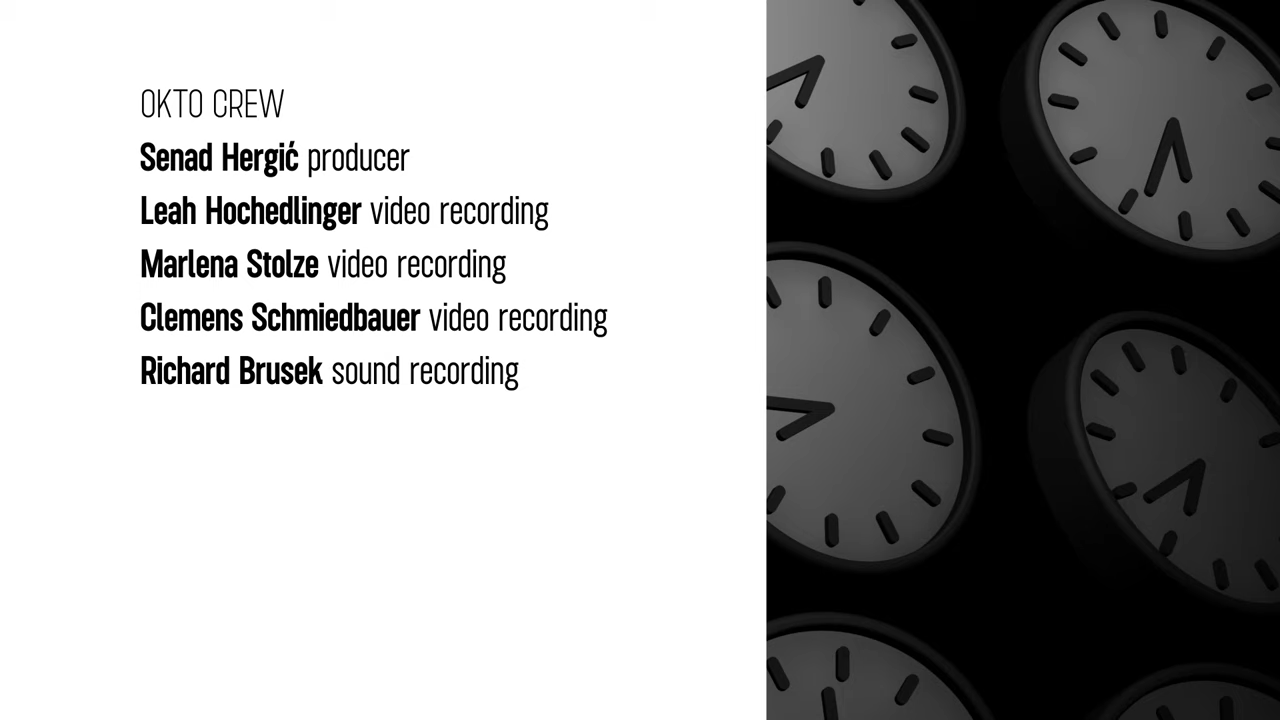 OKTO CREW
Senad Hergić producer
Leah Hochedlinger video recording
Marlena Stolze video recording
Clemens Schmiedbauer video recording
Richard Brusek sound recording